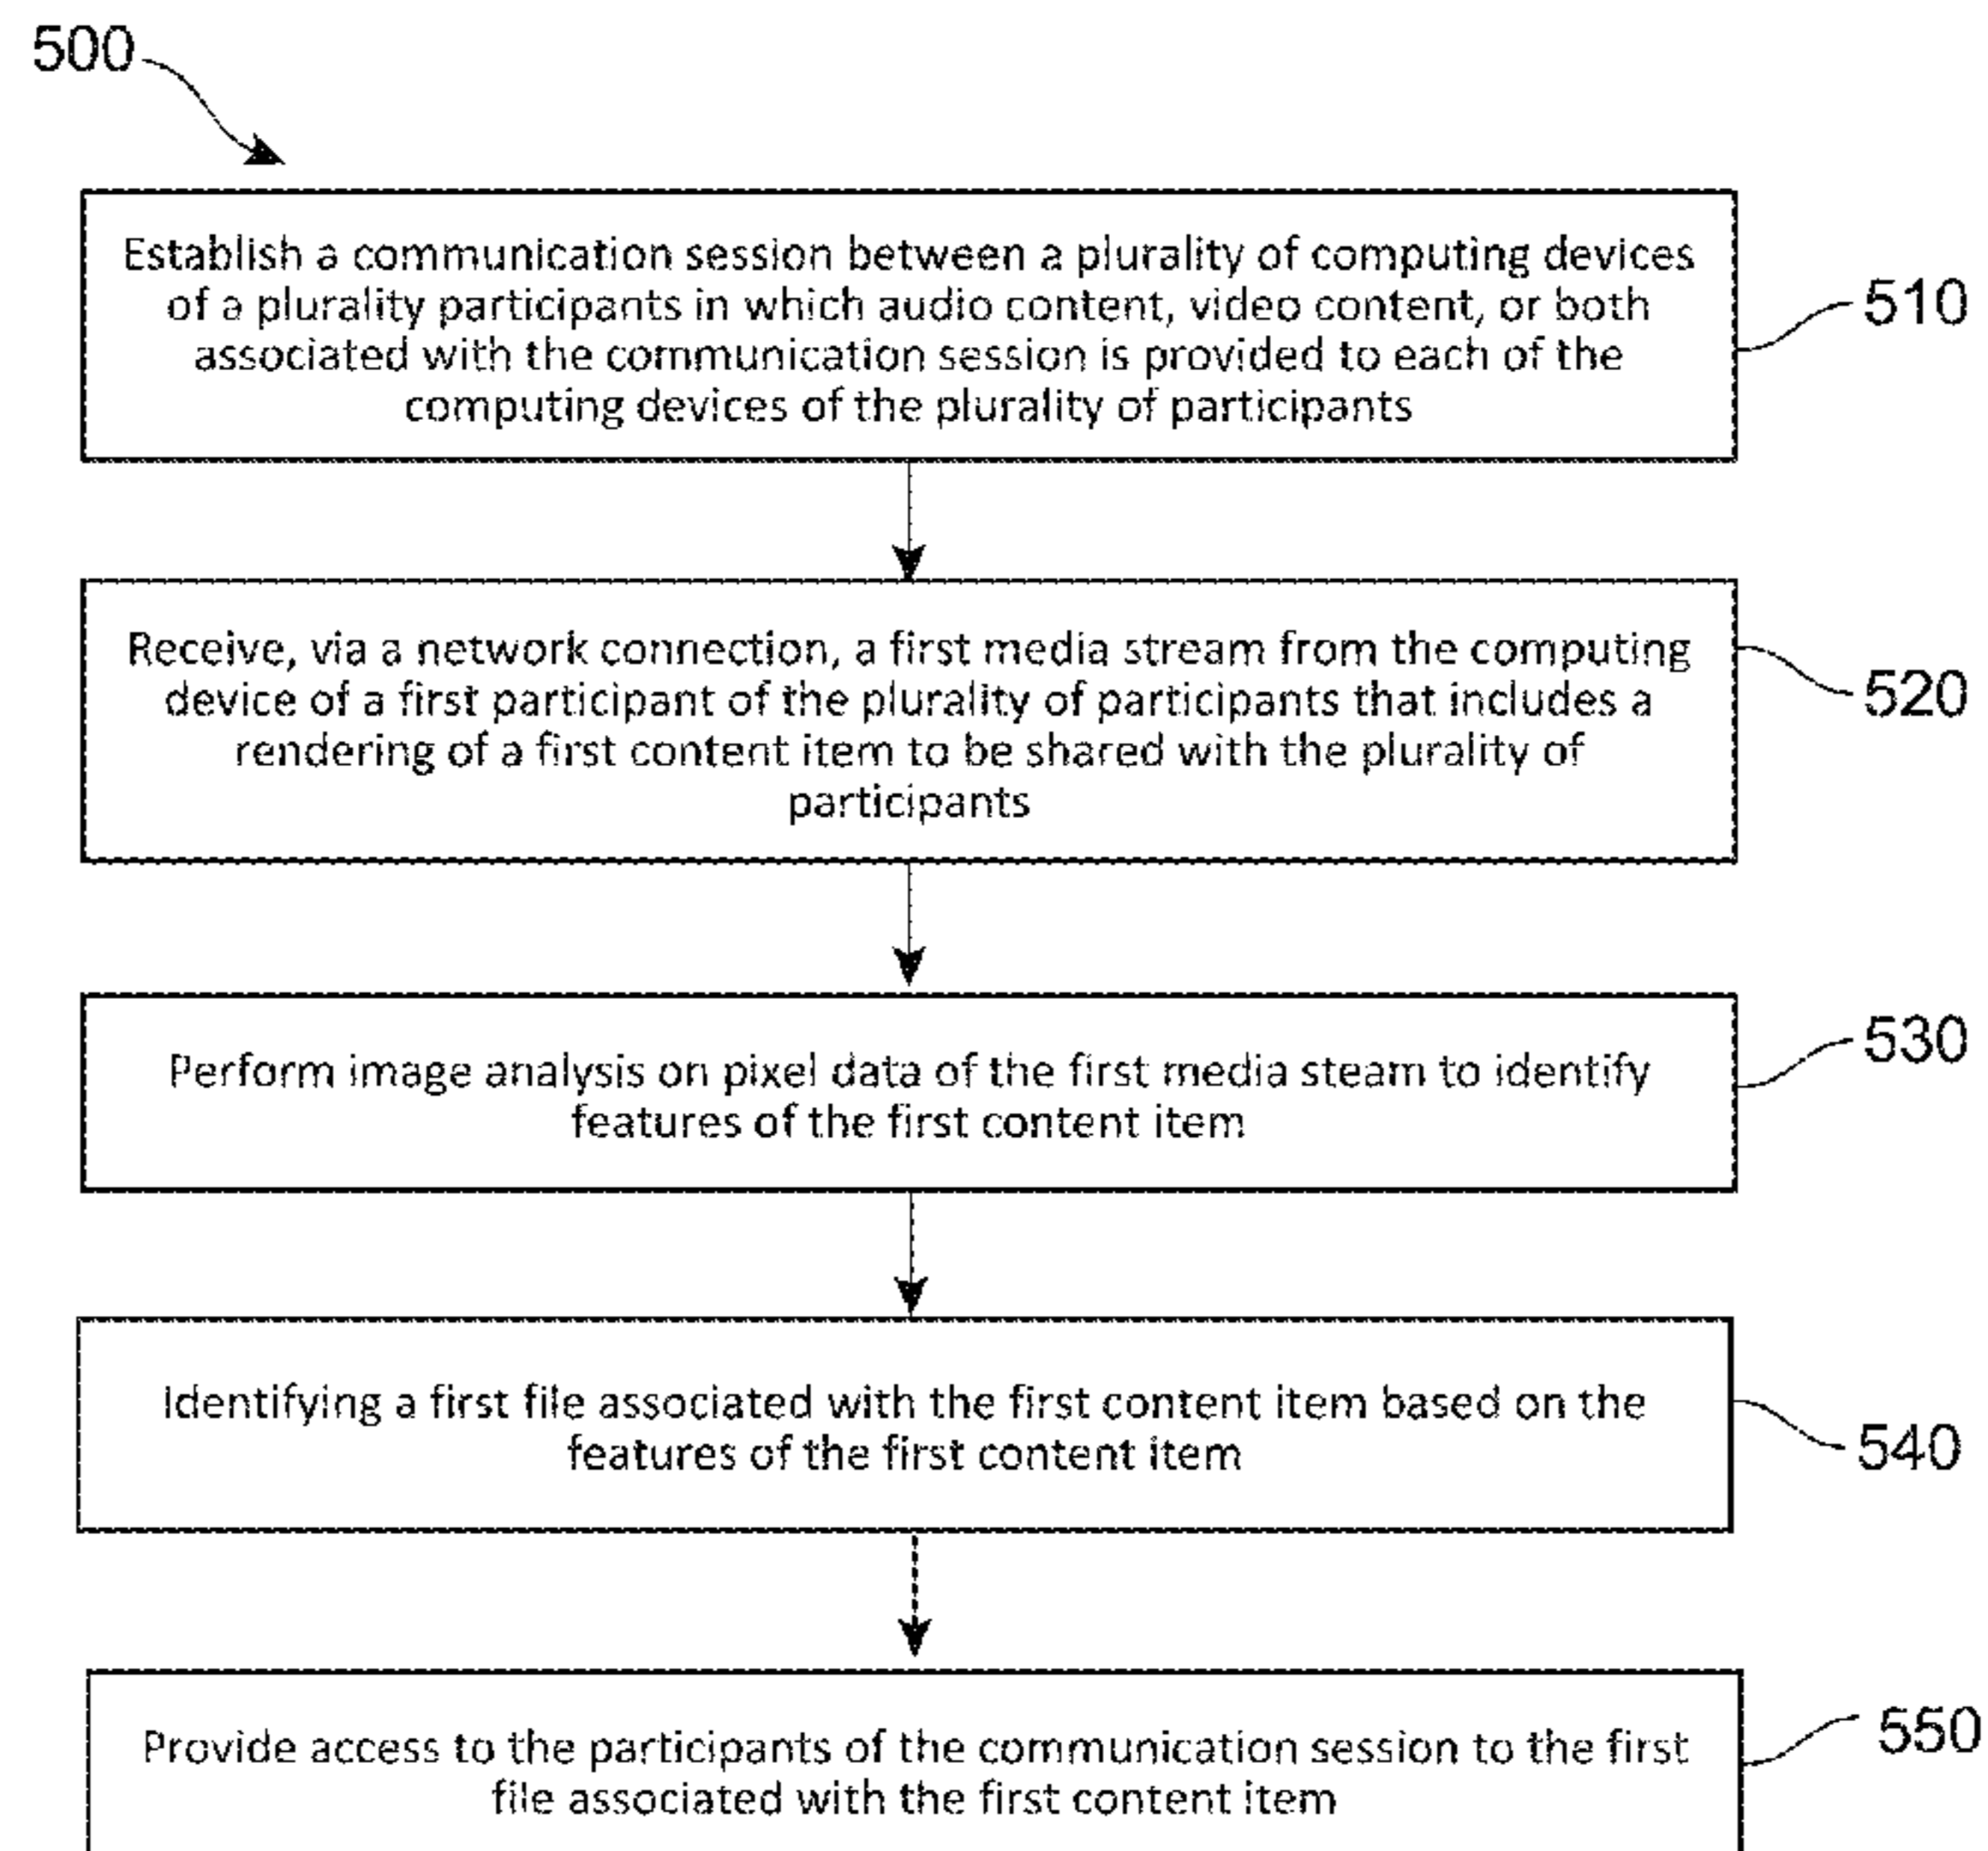 500
Establish a communication session between a plurality of computing devices
of a plurality participants in which audio content, video content, or both
associated with the communication session is provided to each of the
computing devices of the plurality of participants
510
Receive, via a network connection, a first media stream from the computing
device of a first participant of the plurality of participants that includes a
rendering of a first content item to be shared with the plurality of
participants
520
Perform image analysis on pixel data of the first media steam to identify
features of the first content item
530
Identifying a first file associated with the first content item based on the
features of the first content item
540
Provide access to the participants of the communication session to the first
file associated with the first content item
550